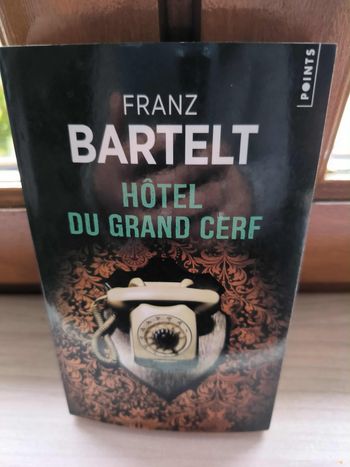 POINTS
FRANZ
BARTELT
HÔTEL
DU GRAND CERF